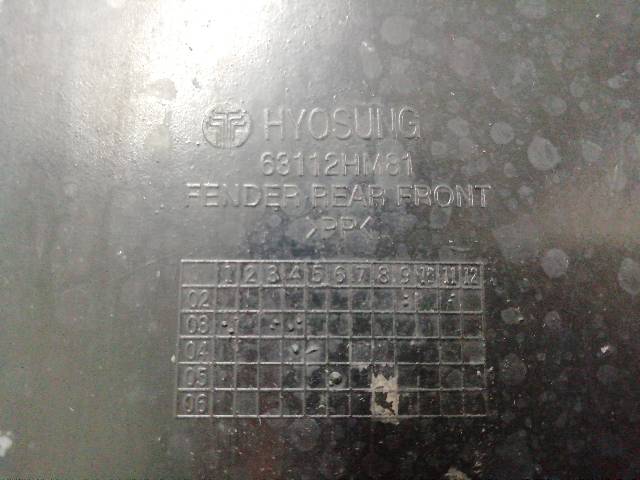 HYOSUNG
63112HM81
FENDER REAR FRONT
>PP<
1 2 3 4 5 6 7 8 9 10 11 12
02
03
04
05
06